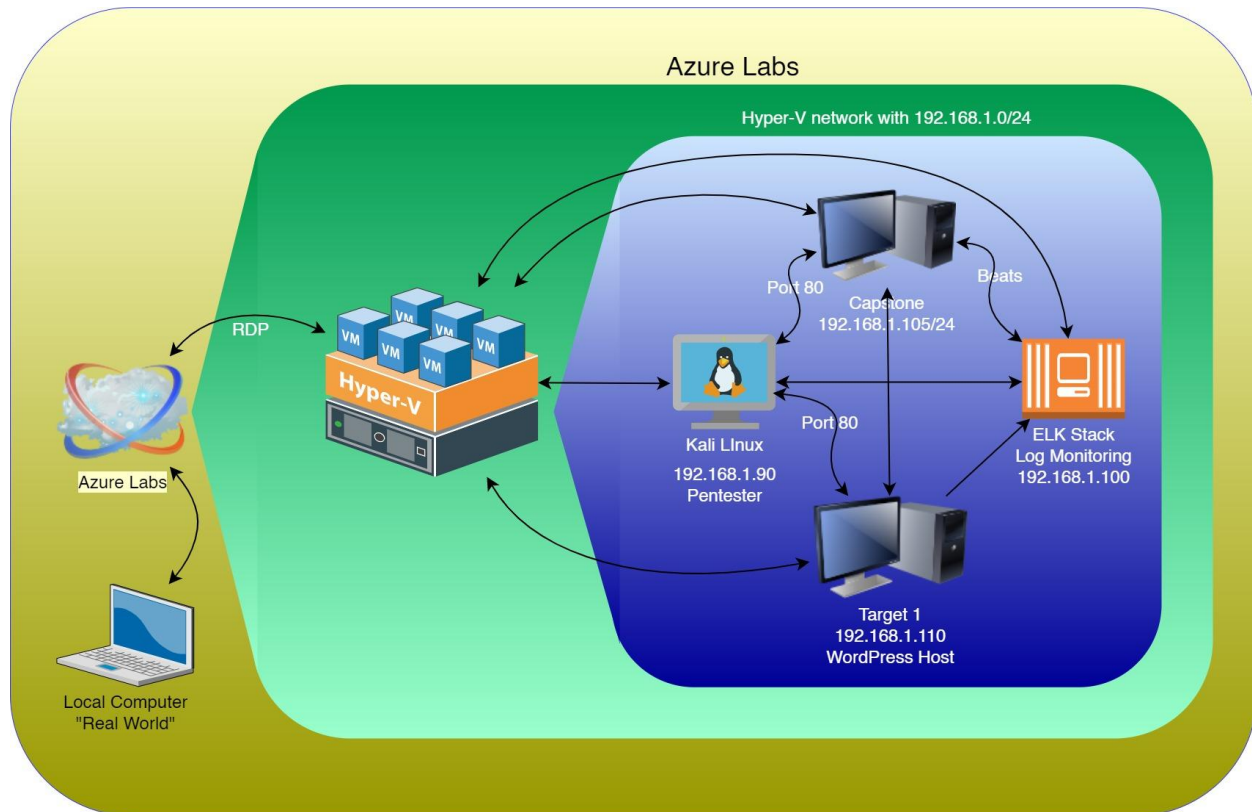 Azure Labs
Hyper-V network with 192.168.1.0/24
Port 80
Beats
Capstone
192.168.1.105/24
RDP
VM
VM
VM
VM
VM
VM
Hyper-V
Azure Labs
Kali LInux
192.168.1.90
Pentester
Port 80
ELK Stack
Log Monitoring
192.168.1.100
Target 1
192.168.1.110
WordPress Host
Local Computer
"Real World"